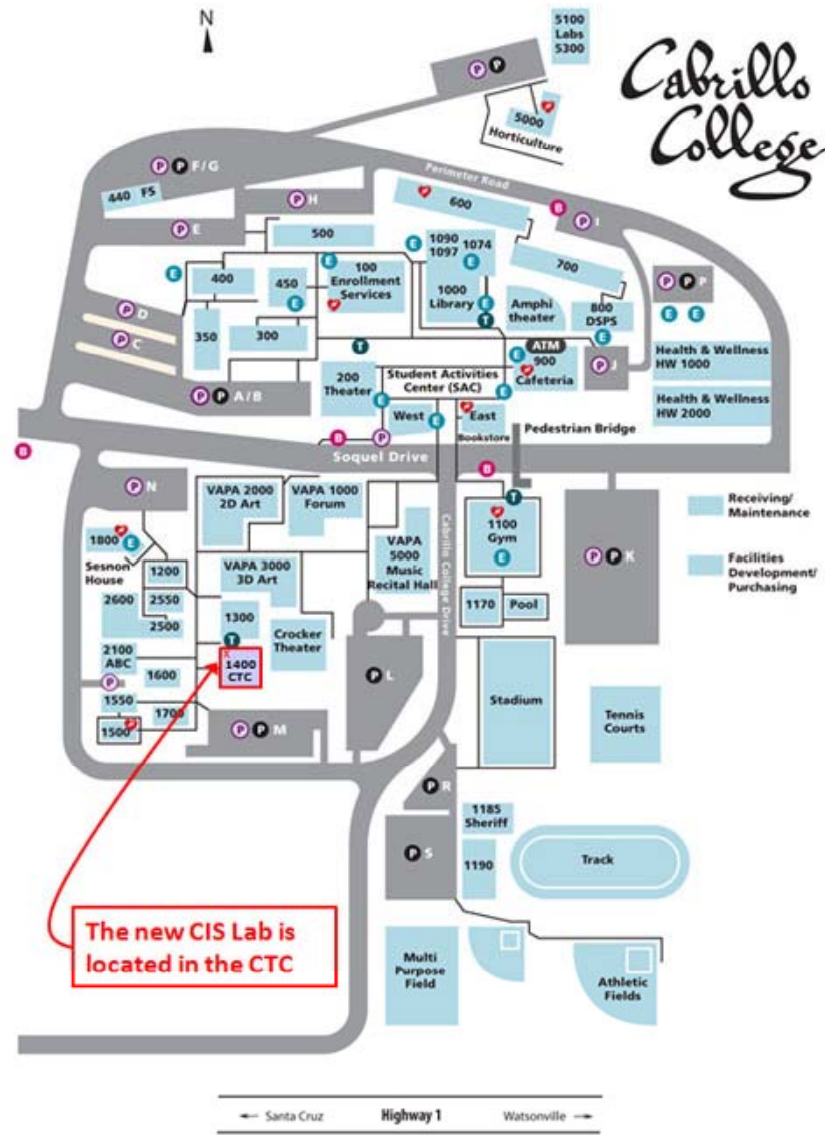 N
5100
Labs
5300
Cabrillo
College
P P
5000
Horticulture
Perimeter Road
P P F/G
440 FS
P H
P E
600
B
P I
500
1090
1097
1074
E
E
700
E
400
450
E
E
100
Enrollment
Services
1000
Library
E
T
Amphi
theater
P P P
E E
800
DSPS
E
P D
P C
350
300
T
ATM
E
900
Cafeteria
P J
Health & Wellness
HW 1000
Health & Wellness
HW 2000
Student Activities
Center (SAC)
E
200
Theater
E
P P A/B
West
E
East
Bookstore
Pedestrian Bridge
B
P
B
Soquel Drive
B
P N
VAPA 2000
2D Art
VAPA 1000
Forum
T
Receiving/
Maintenance
1800
E
Sesnon
House
1100
Gym
E
Cabrillo College Drive
VAPA
5000
Music
Recital Hall
P P K
Facilities
Development/
Purchasing
1200
VAPA 3000
3D Art
2600
2550
2500
1300
1170
Pool
T
Crocker
Theater
2100
ABC
X
1400
CTC
1600
P
P L
Stadium
Tennis
Courts
1550
1700
1500
P P M
P R
1185
Sheriff
P S
1190
Track
The new CIS Lab is
located in the CTC
Multi
Purpose
Field
Athletic
Fields
← Santa Cruz Highway 1 Watsonville →